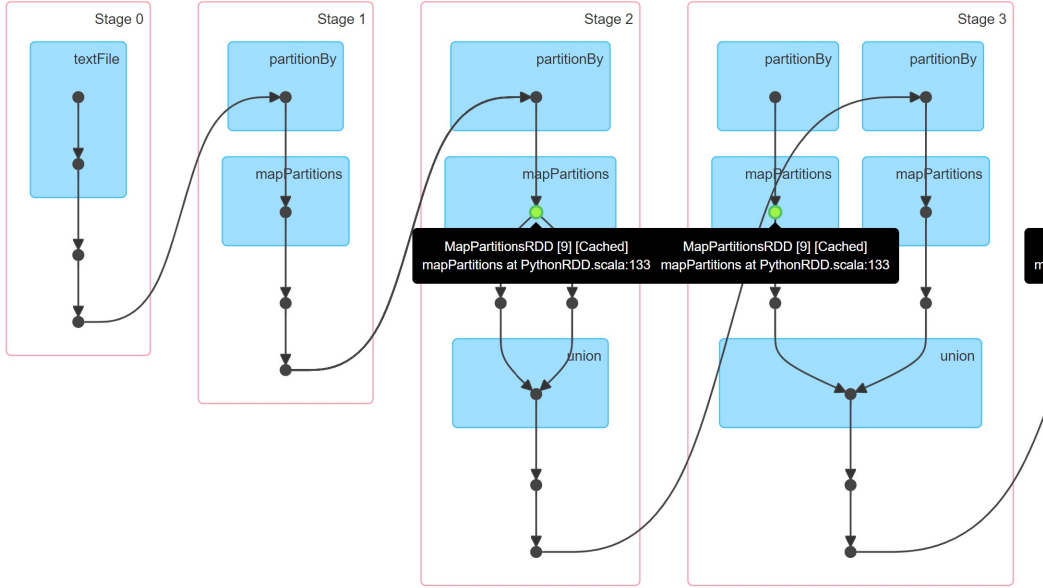 Stage 0
Stage 1
Stage 2
Stage 3
textFile
partitionBy
partitionBy
partitionBy
partitionBy
mapPartitions
mapPartitions
mapPartitions
mapPartitions
MapPartitionsRDD [9] [Cached]
mapPartitions at PythonRDD.scala:133
MapPartitionsRDD [9] [Cached]
mapPartitions at PythonRDD.scala:133
union
union